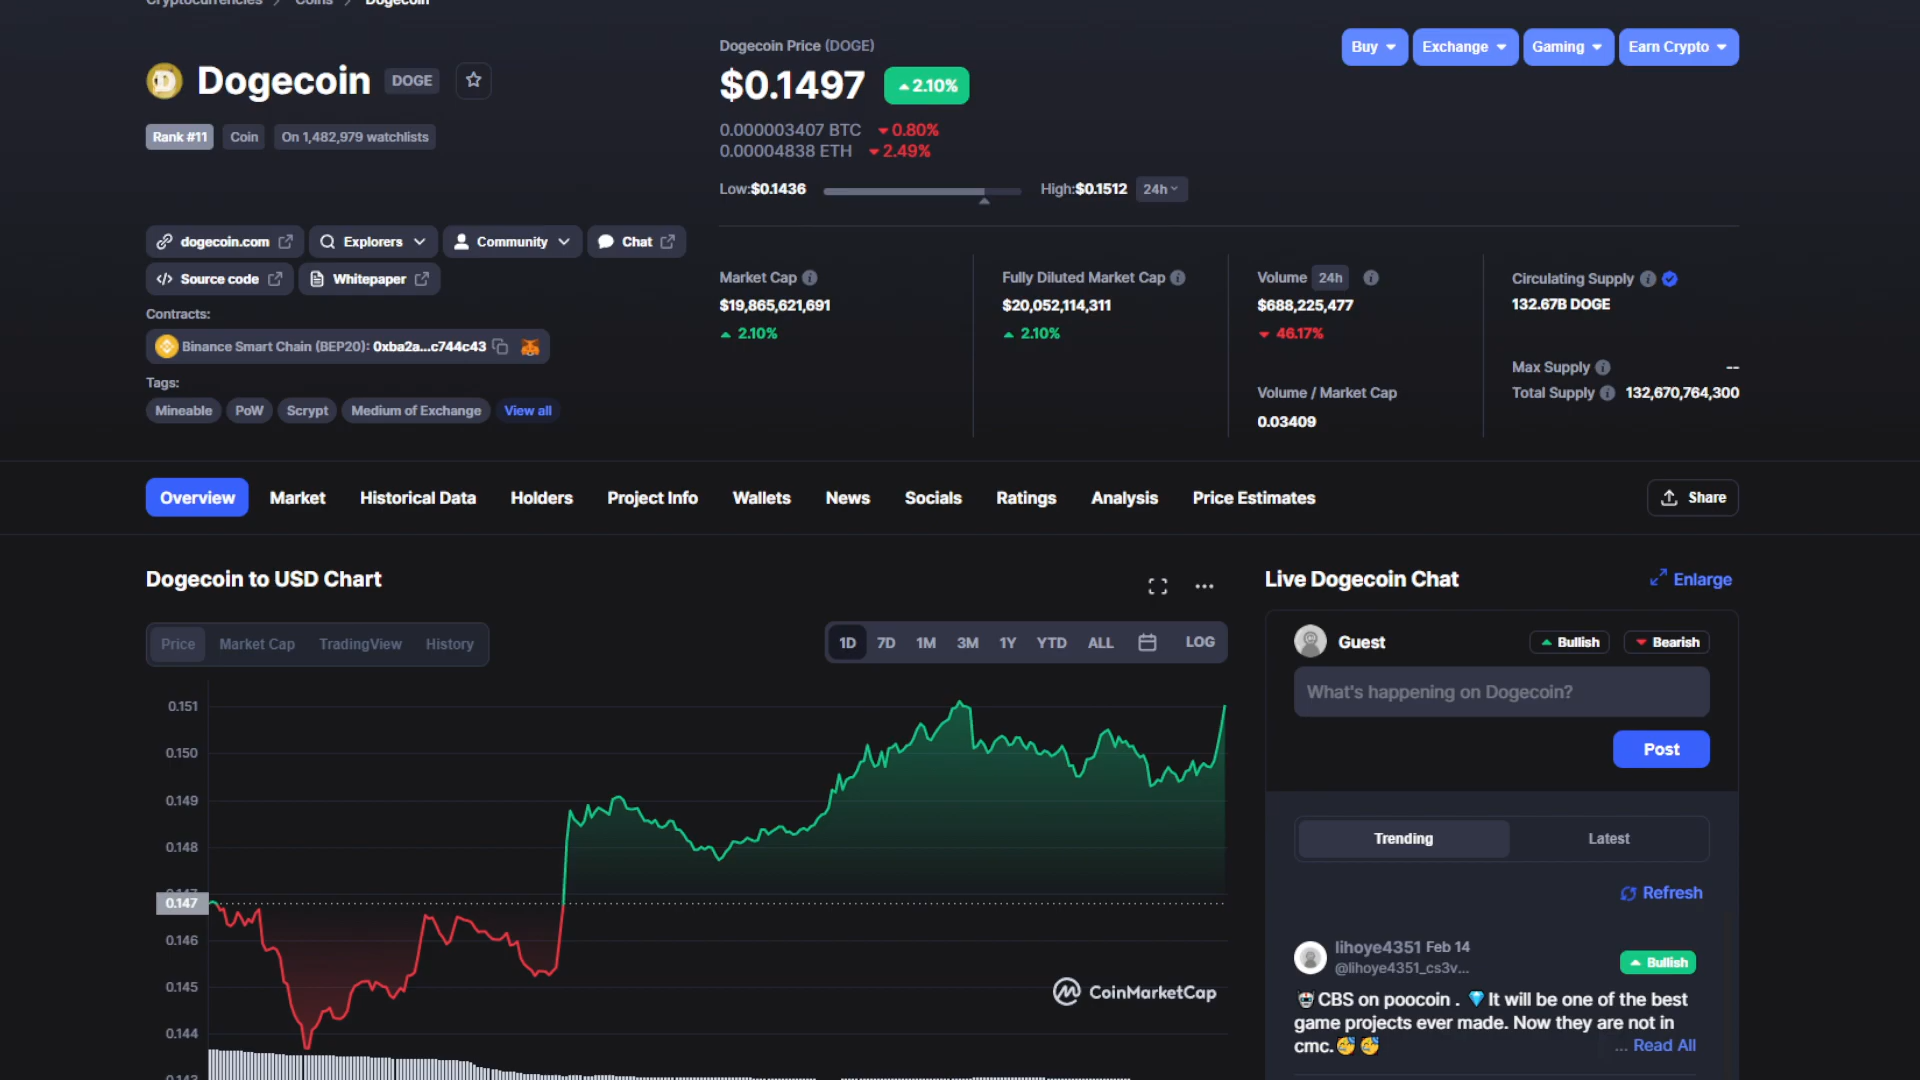 Cryptocurrencies > Coins > Dogecoin
Dogecoin DOGE
Rank #11 Coin On 1,482,979 watchlists
dogecoin.com Explorers Community Chat
Source code Whitepaper
Contracts:
Binance Smart Chain (BEP20): 0xba2a...c744c43
Tags:
Mineable PoW Scrypt Medium of Exchange View all
Dogecoin Price (DOGE)
$0.1497 2.10%
0.000003407 BTC 0.80%
0.00004838 ETH 2.49%
Low:$0.1436 High:$0.1512 24h
Buy Exchange Gaming Earn Crypto
Market Cap
$19,865,621,691
2.10%
Fully Diluted Market Cap
$20,052,114,311
2.10%
Volume 24h
$688,225,477
46.17%
Volume / Market Cap
0.03409
Circulating Supply
132.67B DOGE
Max Supply --
Total Supply 132,670,764,300
Overview Market Historical Data Holders Project Info Wallets News Socials Ratings Analysis Price Estimates Share
Dogecoin to USD Chart
Price Market Cap TradingView History
1D 7D 1M 3M 1Y YTD ALL LOG
0.151
0.150
0.149
0.148
0.147
0.147
0.146
0.145
0.144
0.143
CoinMarketCap
Live Dogecoin Chat Enlarge
Guest Bullish Bearish
What's happening on Dogecoin?
Post
Trending Latest
Refresh
lihoye4351 Feb 14
@lihoye4351_cs3v...
Bullish
🤡CBS on poocoin . 💎It will be one of the best
game projects ever made. Now they are not in
cmc.🥳🥳 ... Read All